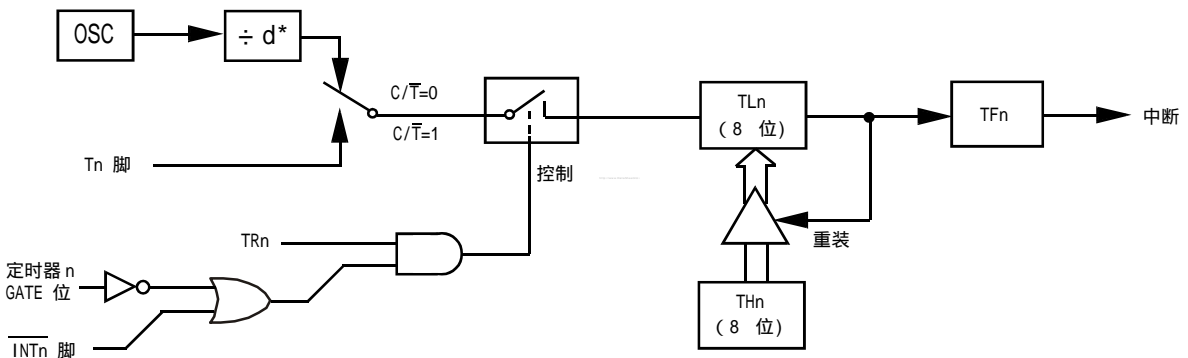 OSC
÷ d*
C/T̅=0
C/T̅=1
Tn 脚
控制
TLn
(8 位)
TFn
中断
重装
TRn
定时器 n
GATE 位
I̅N̅T̅n̅ 脚
THn
(8 位)